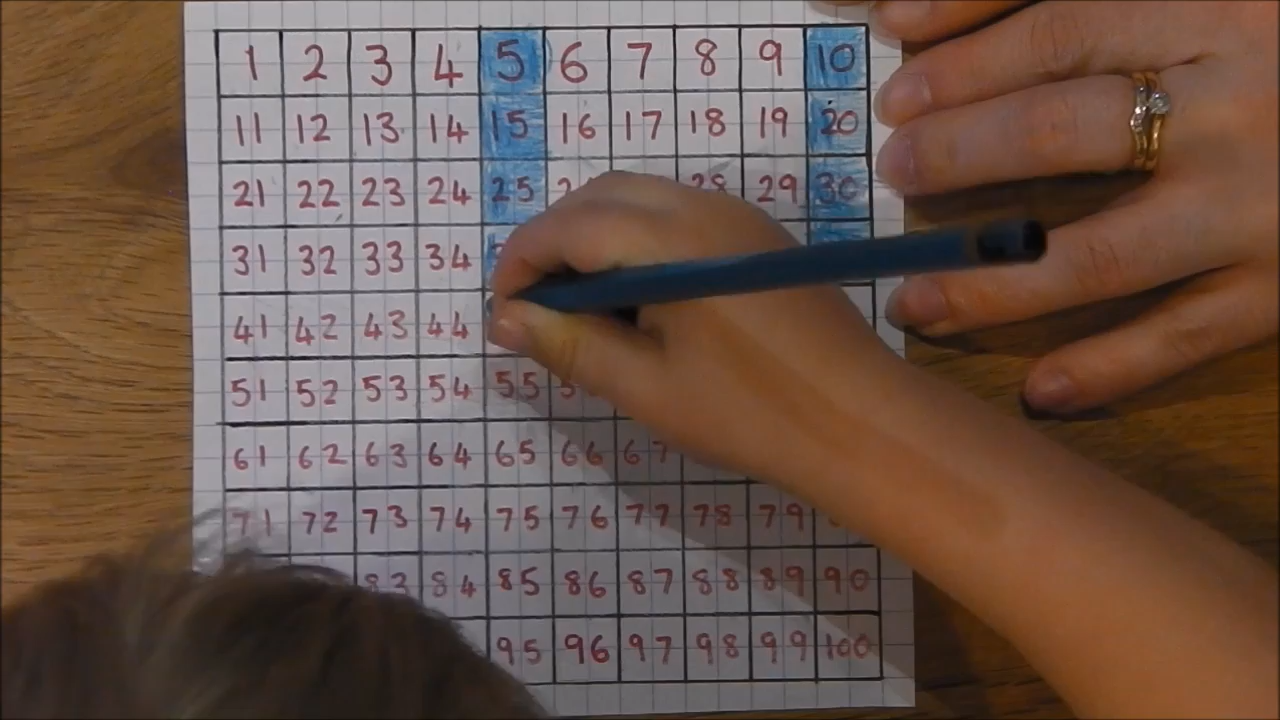 1 2 3 4 5 6 7 8 9 10
11 12 13 14 15 16 17 18 19 20
21 22 23 24 25 28 29 30
31 32 33 34
41 42 43 44
51 52 53 54 55
61 62 63 64 65 66 67
71 72 73 74 75 76 77 78 79
83 84 85 86 87 88 89 90
95 96 97 98 99 100